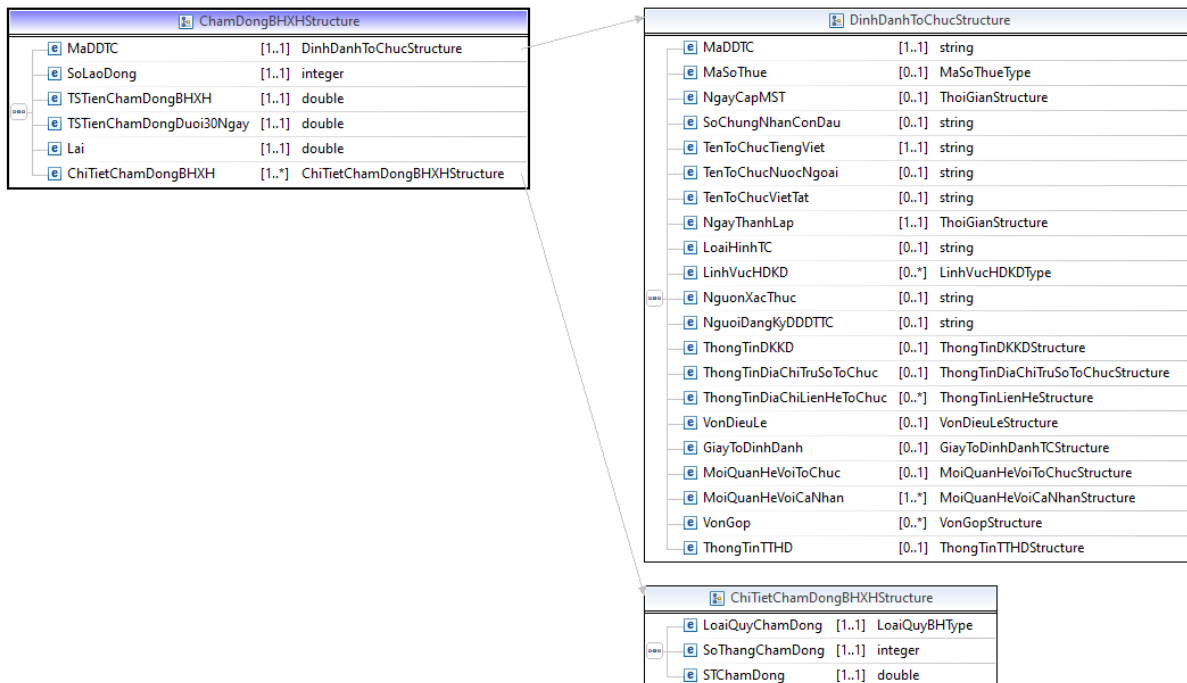 ChamDongBHXHStructure
MaDDTC [1..1] DinhDanhToChucStructure
SoLaoDong [1..1] integer
TSTienChamDongBHXH [1..1] double
TSTienChamDongDuoi30Ngay [1..1] double
Lai [1..1] double
ChiTietChamDongBHXH [1..*] ChiTietChamDongBHXHStructure
DinhDanhToChucStructure
MaDDTC [1..1] string
MaSoThue [0..1] MaSoThueType
NgayCapMST [0..1] ThoiGianStructure
SoChungNhanConDau [0..1] string
TenToChucTiengViet [1..1] string
TenToChucNuocNgoai [0..1] string
TenToChucVietTat [0..1] string
NgayThanhLap [1..1] ThoiGianStructure
LoaiHinhTC [0..1] string
LinhVucHDKD [0..*] LinhVucHDKDType
NguonXacThuc [0..1] string
NguoiDangKyDDDTTC [0..1] string
ThongTinDKKD [0..1] ThongTinDKKDStructure
ThongTinDiaChiTruSoToChuc [0..1] ThongTinDiaChiTruSoToChucStructure
ThongTinDiaChiLienHeToChuc [0..*] ThongTinLienHeStructure
VonDieuLe [0..1] VonDieuLeStructure
GiayToDinhDanh [0..1] GiayToDinhDanhTCStructure
MoiQuanHeVoiToChuc [0..1] MoiQuanHeVoiToChucStructure
MoiQuanHeVoiCaNhan [1..*] MoiQuanHeVoiCaNhanStructure
VonGop [0..*] VonGopStructure
ThongTinTTHD [0..1] ThongTinTTHDStructure
ChiTietChamDongBHXHStructure
LoaiQuyChamDong [1..1] LoaiQuyBHType
SoThangChamDong [1..1] integer
STChamDong [1..1] double